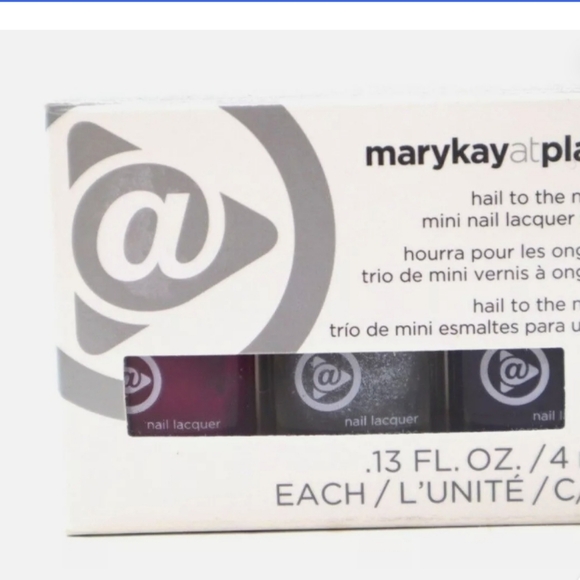 @
marykayatpla
hail to the n
mini nail lacquer
hourra pour les ong
trio de mini vernis à ong
hail to the n
trío de mini esmaltes para u
@ @ @
nail lacquer nail lacquer nail l
.13 FL. OZ. / 4
EACH / L'UNITÉ / C/